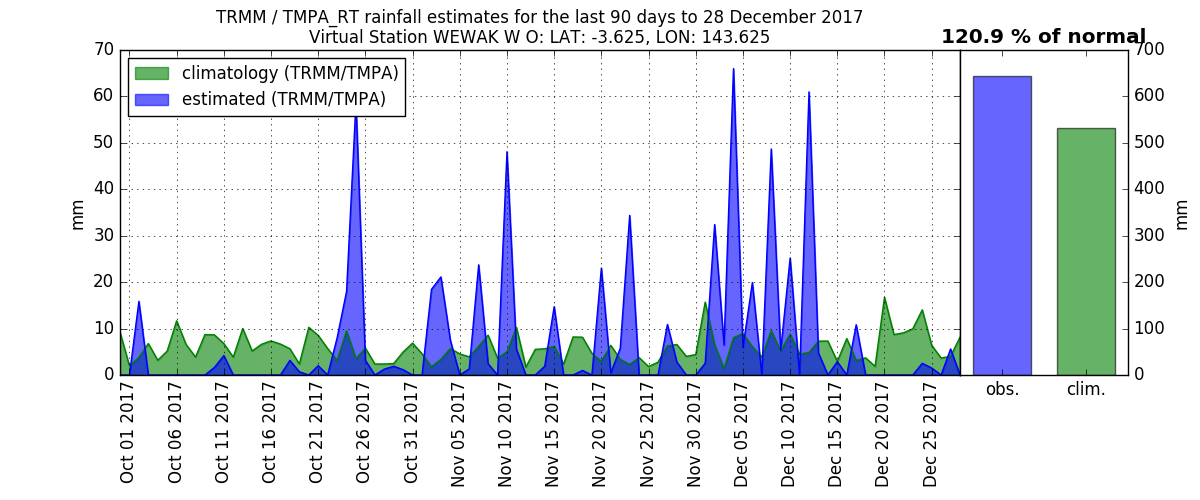 TRMM / TMPA_RT rainfall estimates for the last 90 days to 28 December 2017
Virtual Station WEWAK W O: LAT: -3.625, LON: 143.625
120.9 % of normal
climatology (TRMM/TMPA)
estimated (TRMM/TMPA)
70
60
50
40
30
20
10
0
mm
Oct 01 2017
Oct 06 2017
Oct 11 2017
Oct 16 2017
Oct 21 2017
Oct 26 2017
Oct 31 2017
Nov 05 2017
Nov 10 2017
Nov 15 2017
Nov 20 2017
Nov 25 2017
Nov 30 2017
Dec 05 2017
Dec 10 2017
Dec 15 2017
Dec 20 2017
Dec 25 2017
obs.
clim.
700
600
500
400
300
200
100
0
mm